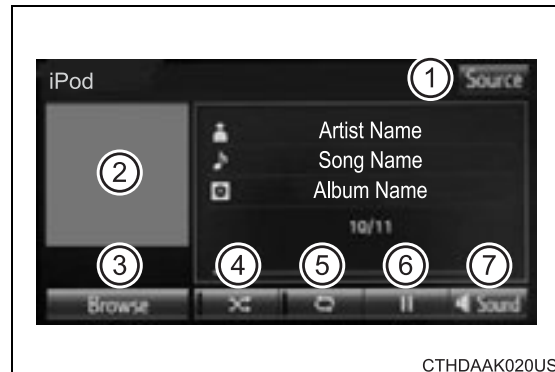 iPod
1 Source
Artist Name
2 Song Name
Album Name
10/11
3 4 5 6 7
Browse Sound
CTHDAAK020US